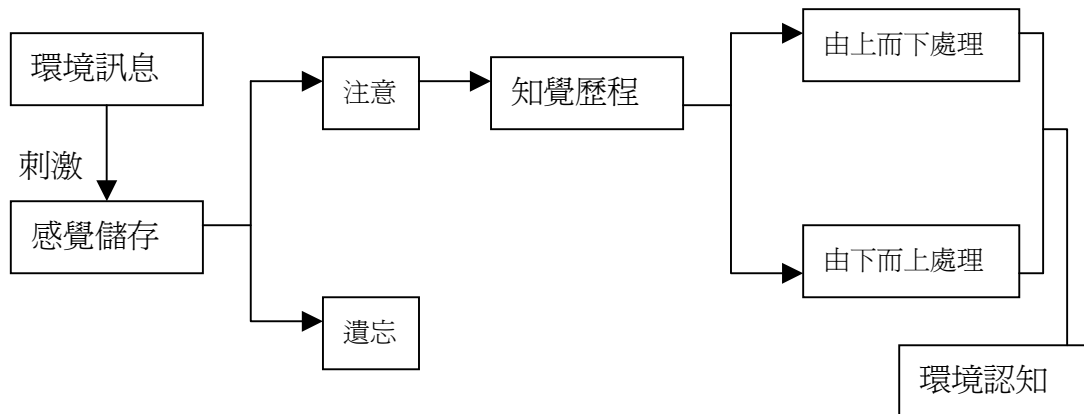 環境訊息
刺激
感覺儲存
注意
遺忘
知覺歷程
由上而下處理
由下而上處理
環境認知